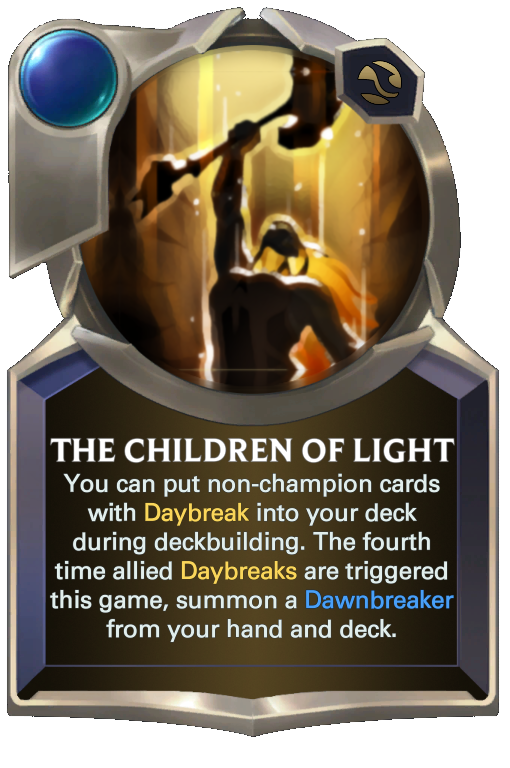 THE CHILDREN OF LIGHT
You can put non-champion cards
with Daybreak into your deck
during deckbuilding. The fourth
time allied Daybreaks are triggered
this game, summon a Dawnbreaker
from your hand and deck.